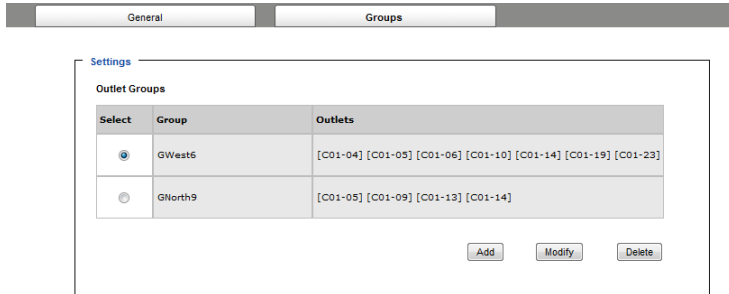 General Groups
Settings
Outlet Groups
Select Group Outlets
GWest6 [C01-04] [C01-05] [C01-06] [C01-10] [C01-14] [C01-19] [C01-23]
GNorth9 [C01-05] [C01-09] [C01-13] [C01-14]
Add Modify Delete